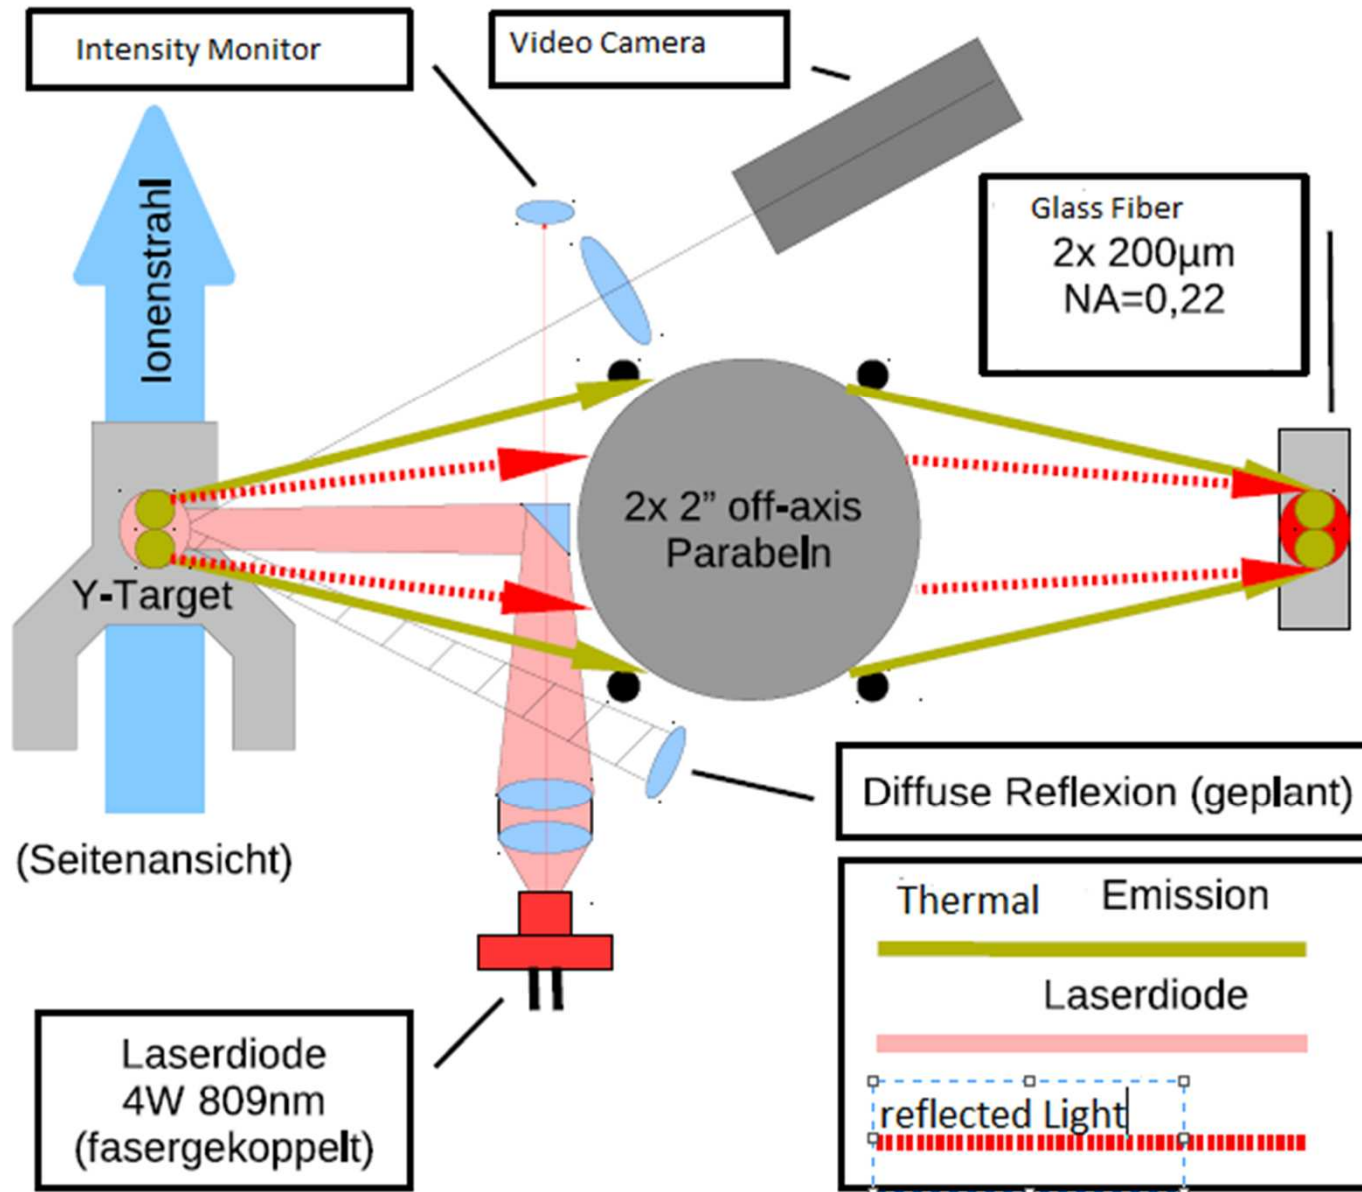 Intensity Monitor
Video Camera
Ionenstrahl
Glass Fiber
2x 200µm
NA=0,22
2x 2” off-axis
Parabeln
Y-Target
Diffuse Reflexion (geplant)
(Seitenansicht)
Thermal Emission
Laserdiode
reflected Light
Laserdiode
4W 809nm
(fasergekoppelt)